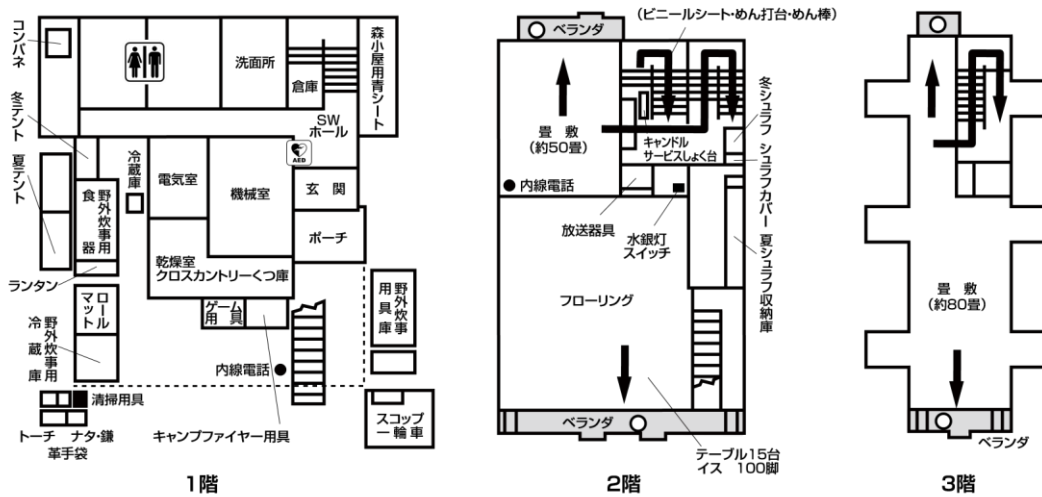 コンパネ
冬テント
夏テント
洗面所
倉庫
森小屋用青シート
SW
ホール
AED
冷蔵庫
電気室
機械室
玄関
ポーチ
野外炊事用
食器
乾燥室
クロスカントリーくつ庫
ランタン
ロール
マット
ゲーム
用具
野外炊事
用具庫
野外炊事用
冷蔵庫
内線電話
清掃用具
トーチ
ナタ・鎌
革手袋
キャンプファイヤー用具
スコップ
一輪車
1階
(ビニールシート・めん打台・めん棒)
ベランダ
畳敷
(約50畳)
キャンドル
サービスしょく台
冬シュラフ
シュラフカバー
夏シュラフ収納庫
内線電話
放送器具
水銀灯
スイッチ
フローリング
ベランダ
テーブル15台
イス 100脚
2階
畳敷
(約80畳)
ベランダ
3階